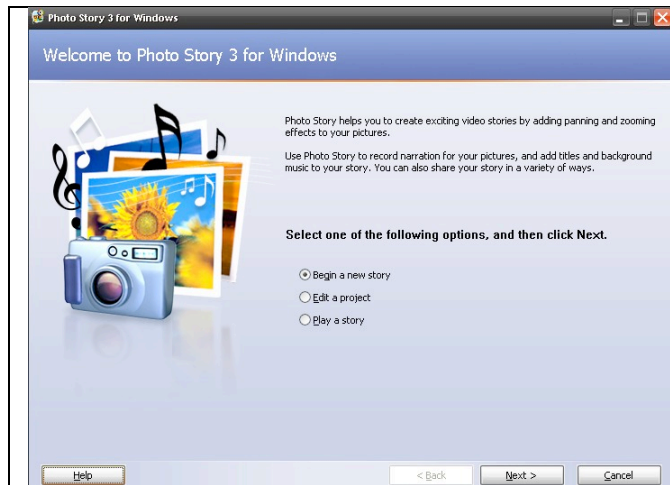 Photo Story 3 for Windows
Welcome to Photo Story 3 for Windows
Photo Story helps you to create exciting video stories by adding panning and zooming
effects to your pictures.
Use Photo Story to record narration for your pictures, and add titles and background
music to your story. You can also share your story in a variety of ways.
Select one of the following options, and then click Next.
Begin a new story
Edit a project
Play a story
Help
< Back
Next >
Cancel